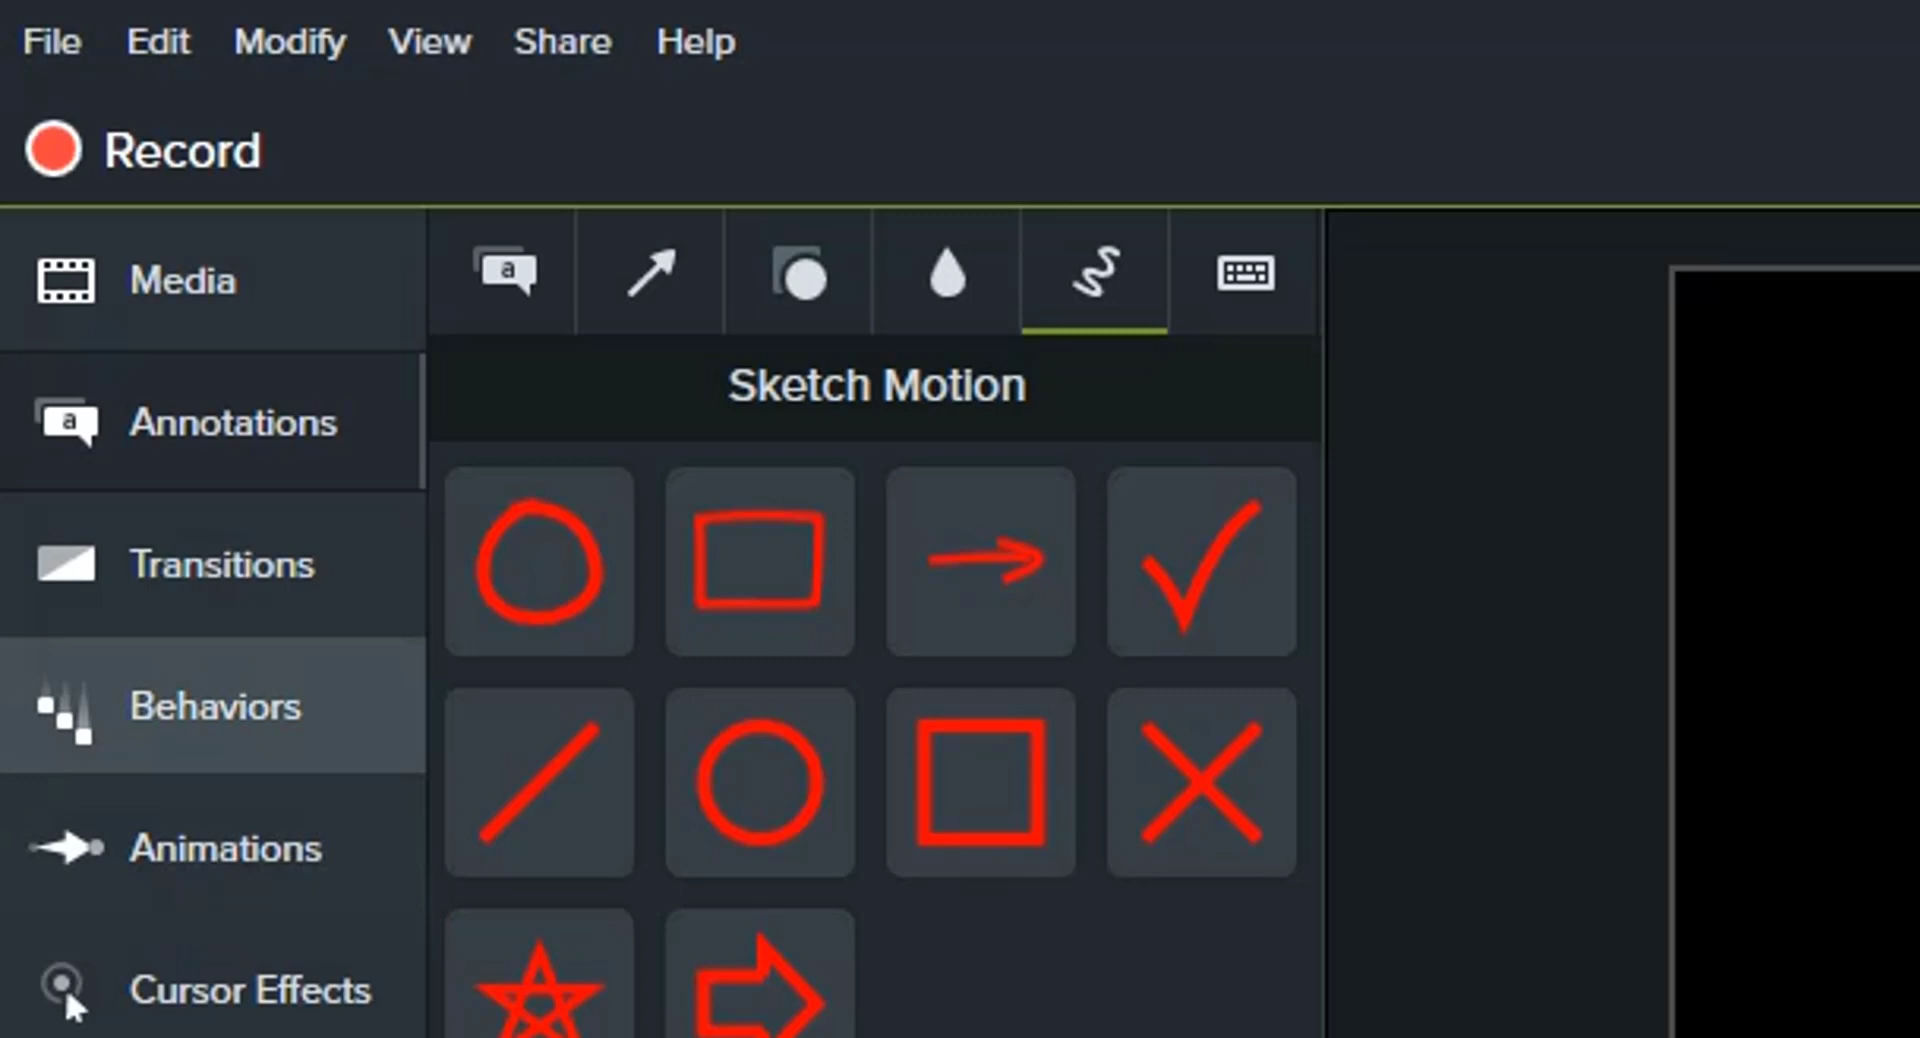 File Edit Modify View Share Help
Record
Media
a
Annotations
a
Transitions
Behaviors
Animations
Cursor Effects
Sketch Motion